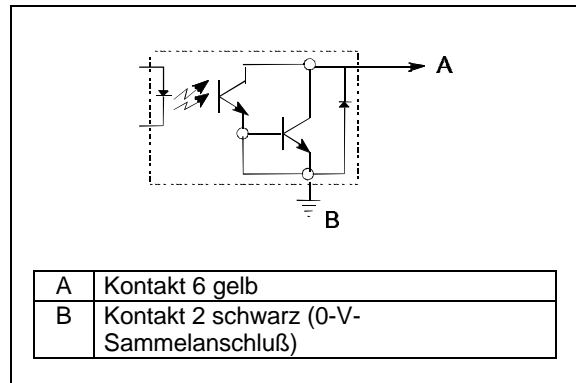 A
B
A Kontakt 6 gelb
B Kontakt 2 schwarz (0-V-
Sammelanschluß)